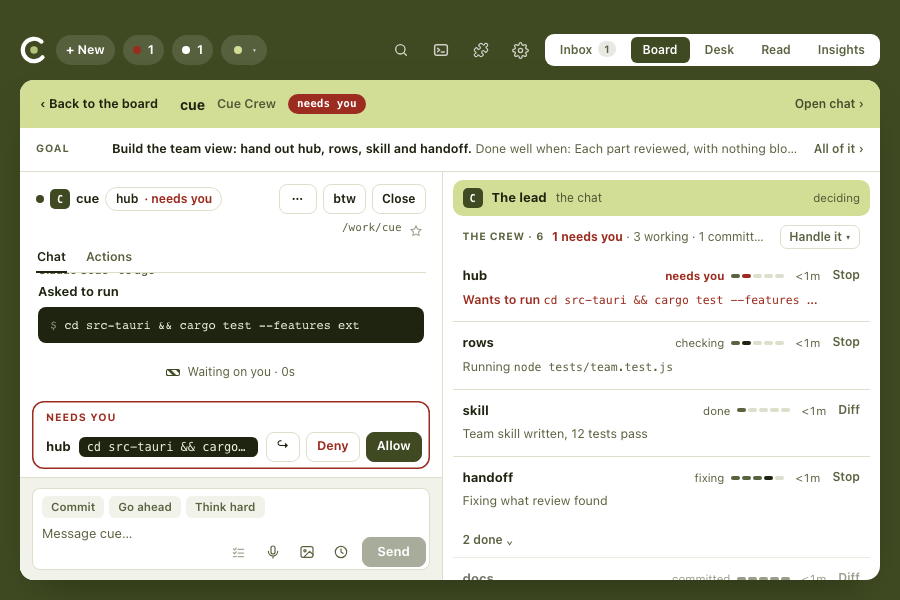 + New 1 1 · Inbox 1 Board Desk Read Insights
‹ Back to the board cue Cue Crew needs you Open chat ›
GOAL Build the team view: hand out hub, rows, skill and handoff. Done well when: Each part reviewed, with nothing blo... All of it ›
C cue hub · needs you ··· btw Close
/work/cue
Chat Actions
Asked to run
$ cd src-tauri && cargo test --features ext
Waiting on you · 0s
NEEDS YOU
hub cd src-tauri && cargo… Deny Allow
Commit Go ahead Think hard
Message cue...
Send
C The lead the chat deciding
THE CREW · 6 1 needs you · 3 working · 1 committ... Handle it
hub needs you <1m Stop
Wants to run cd src-tauri && cargo test --features ...
rows checking <1m Stop
Running node tests/team.test.js
skill done <1m Diff
Team skill written, 12 tests pass
handoff fixing <1m Stop
Fixing what review found
2 done
docs committed <1m Diff